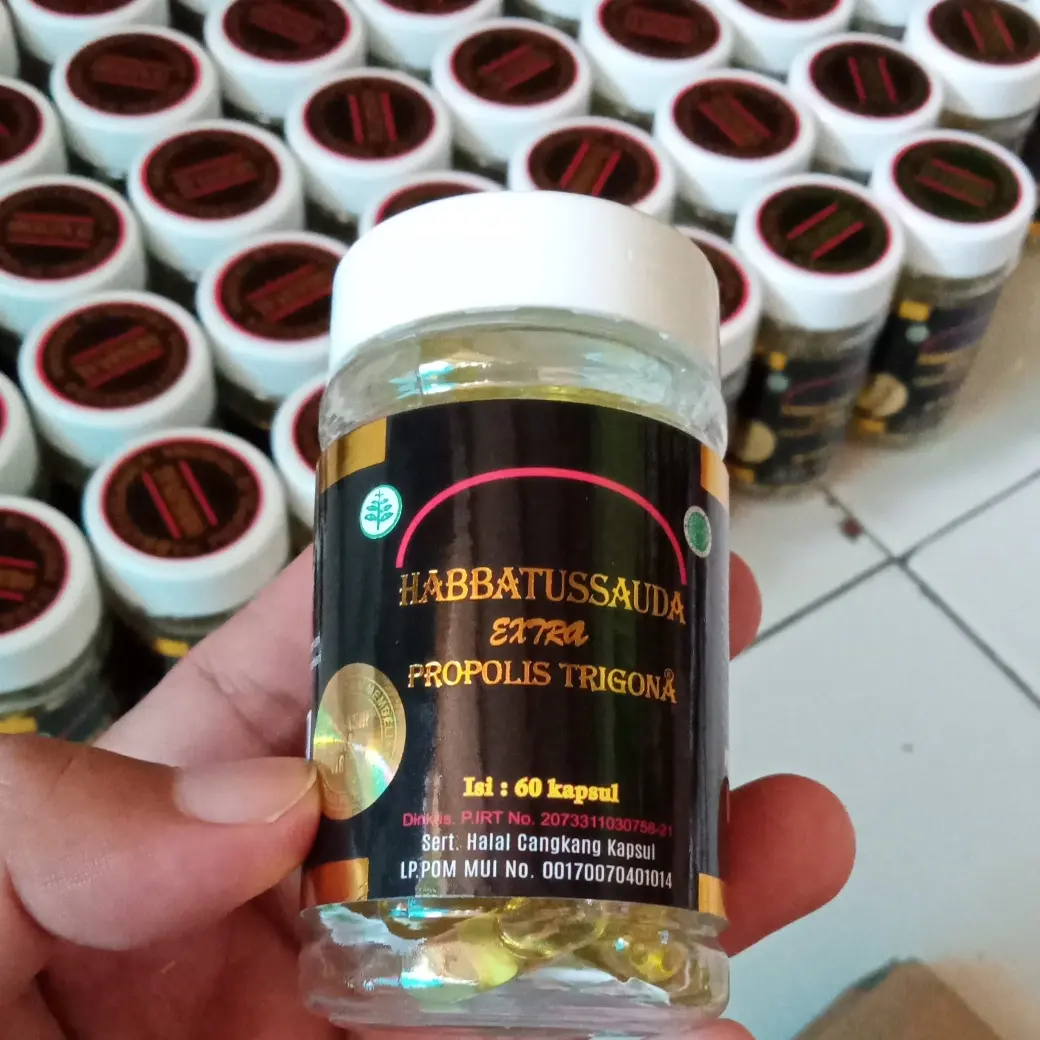 HABBATUSSAUDA
EXTRA
PROPOLIS TRIGONA®
Isi : 60 kapsul
Dinkes. P.IRT No. 2073311030758-21
Sert. Halal Cangkang Kapsul
LP.POM MUI No. 00170070401014